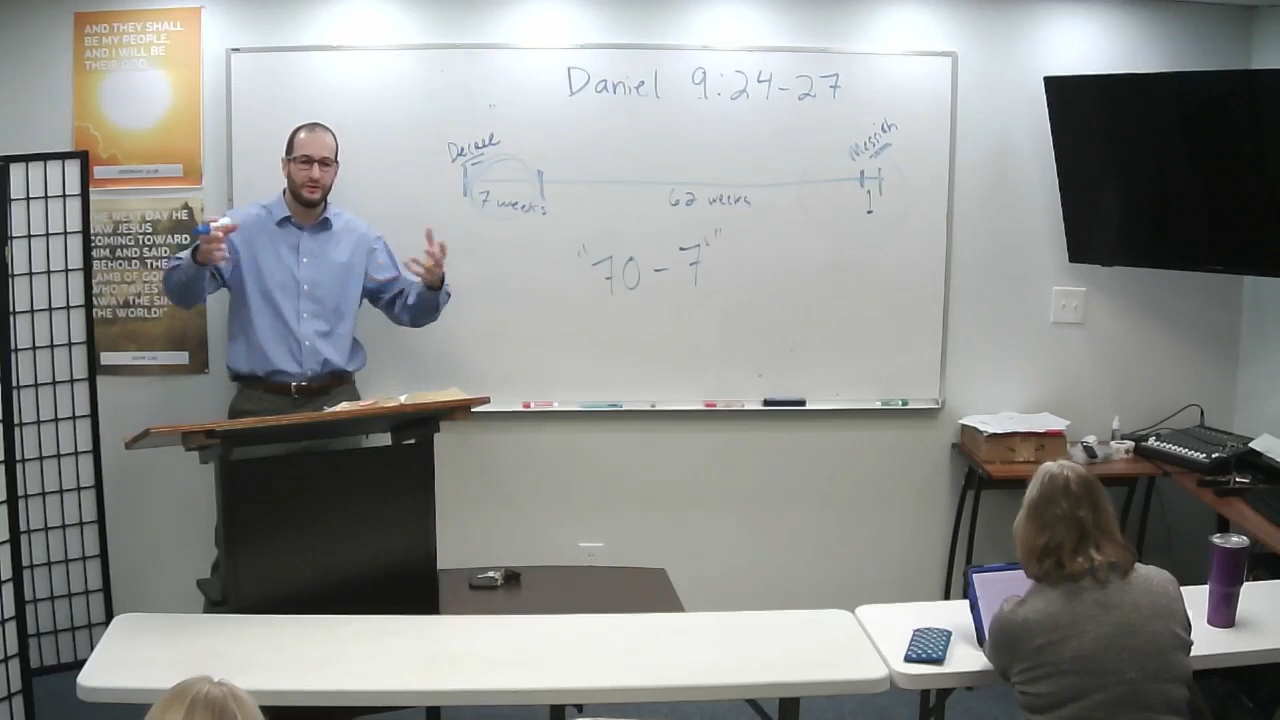 AND THEY SHALL
BE MY PEOPLE,
AND I WILL BE
THEIR GOD.
THE NEXT DAY HE
SAW JESUS
COMING TOWARD
HIM, AND SAID,
"BEHOLD, THE
LAMB OF GOD,
WHO TAKES
AWAY THE SIN
THE WORLD!"
Daniel 9:24-27
Decree
Messiah
7 weeks
62 weeks
1
"70-7's"